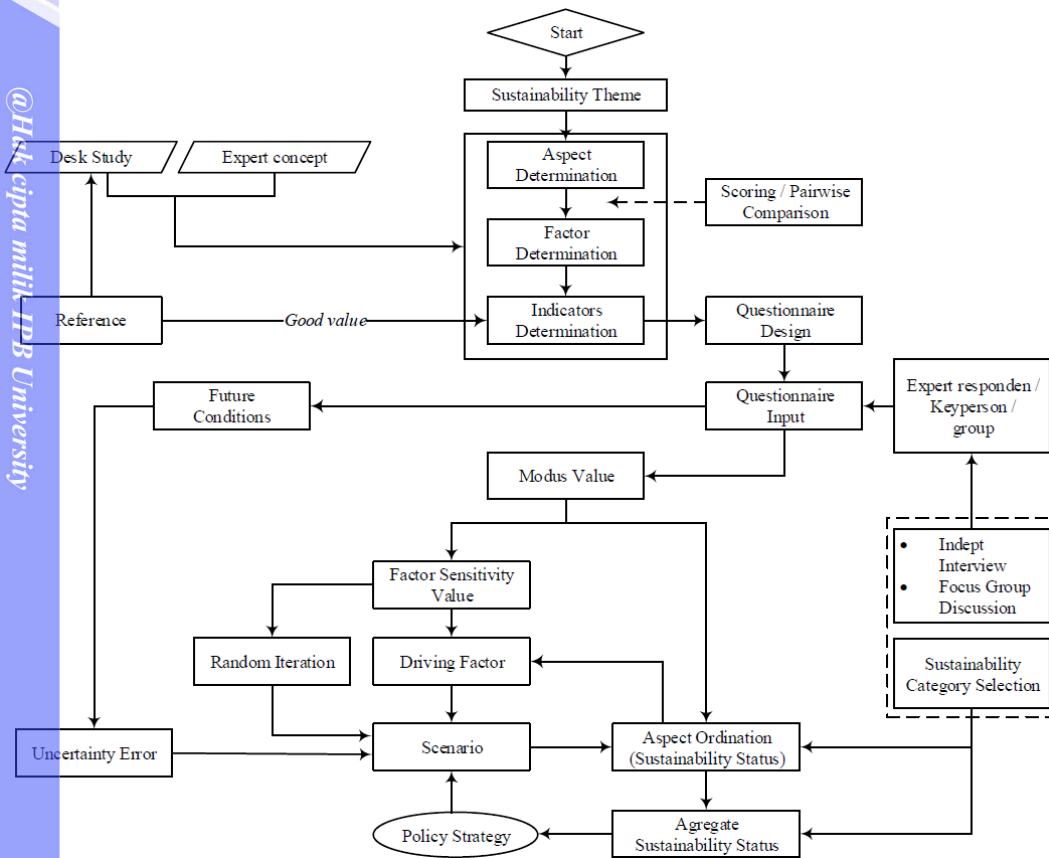 Start
Sustainability Theme
Desk Study
Expert concept
Aspect
Determination
Scoring / Pairwise
Comparison
Factor
Determination
Reference
Good value
Indicators
Determination
Questionnaire
Design
Future
Conditions
Questionnaire
Input
Expert responden /
Keyperson /
group
Modus Value
• Indept
Interview
• Focus Group
Discussion
Factor Sensitivity
Value
Random Iteration
Driving Factor
Sustainability
Category Selection
Uncertainty Error
Scenario
Aspect Ordination
(Sustainability Status)
Policy Strategy
Agregate
Sustainability Status
@Hak cipta milik IPB University